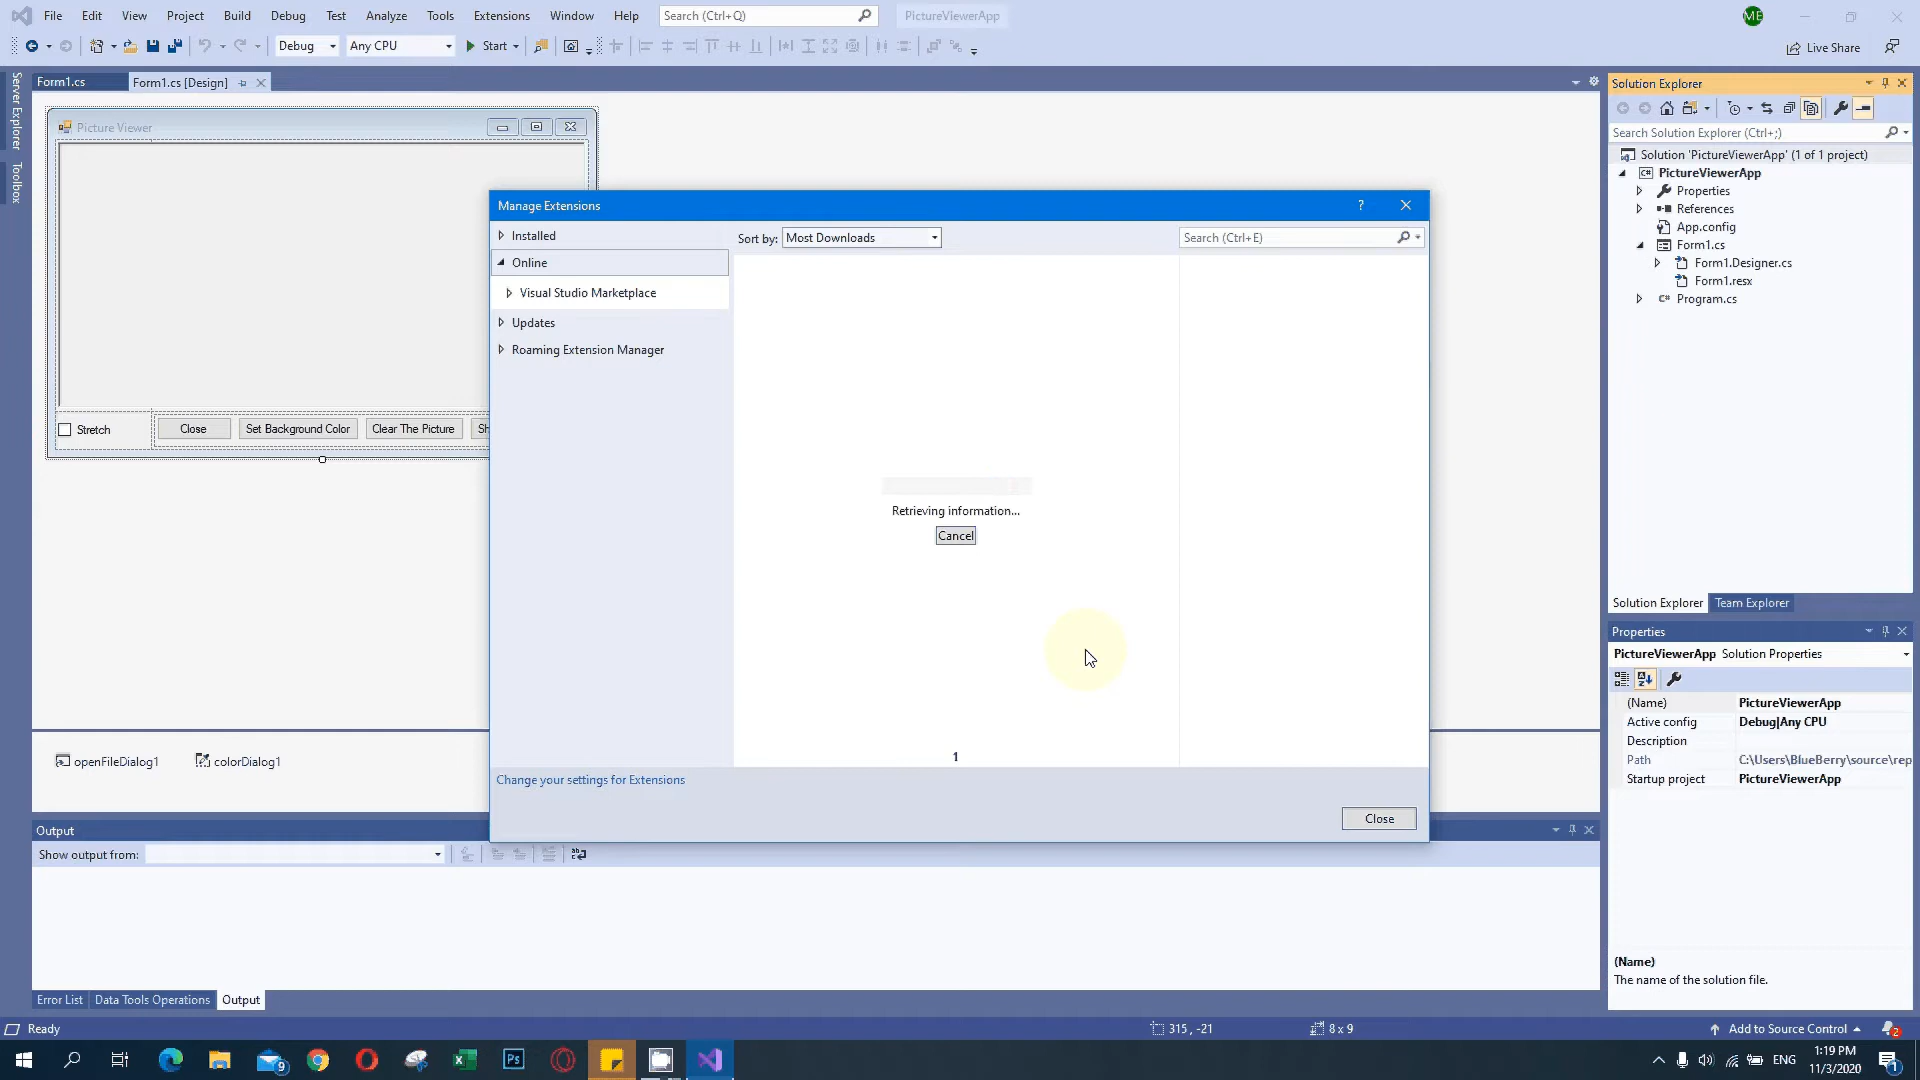 File Edit View Project Build Debug Test Analyze Tools Extensions Window Help Search (Ctrl+Q) PictureViewerApp ME
Debug Any CPU Start Live Share
Server Explorer
Toolbox
Form1.cs Form1.cs [Design]
Picture Viewer
Stretch Close Set Background Color Clear The Picture Sh
openFileDialog1 colorDialog1
Manage Extensions ?
Installed
Online
Visual Studio Marketplace
Updates
Roaming Extension Manager
Sort by: Most Downloads Search (Ctrl+E)
Retrieving information...
Cancel
1
Change your settings for Extensions
Close
Output
Show output from:
Error List Data Tools Operations Output
Solution Explorer
Search Solution Explorer (Ctrl+;)
Solution 'PictureViewerApp' (1 of 1 project)
PictureViewerApp
Properties
References
App.config
Form1.cs
Form1.Designer.cs
Form1.resx
Program.cs
Solution Explorer Team Explorer
Properties
PictureViewerApp Solution Properties
(Name) PictureViewerApp
Active config Debug|Any CPU
Description
Path C:\Users\BlueBerry\source\rep
Startup project PictureViewerApp
(Name)
The name of the solution file.
Ready 315 , -21 8 x 9 Add to Source Control 2
9 Ps ENG 1:19 PM
11/3/2020 1